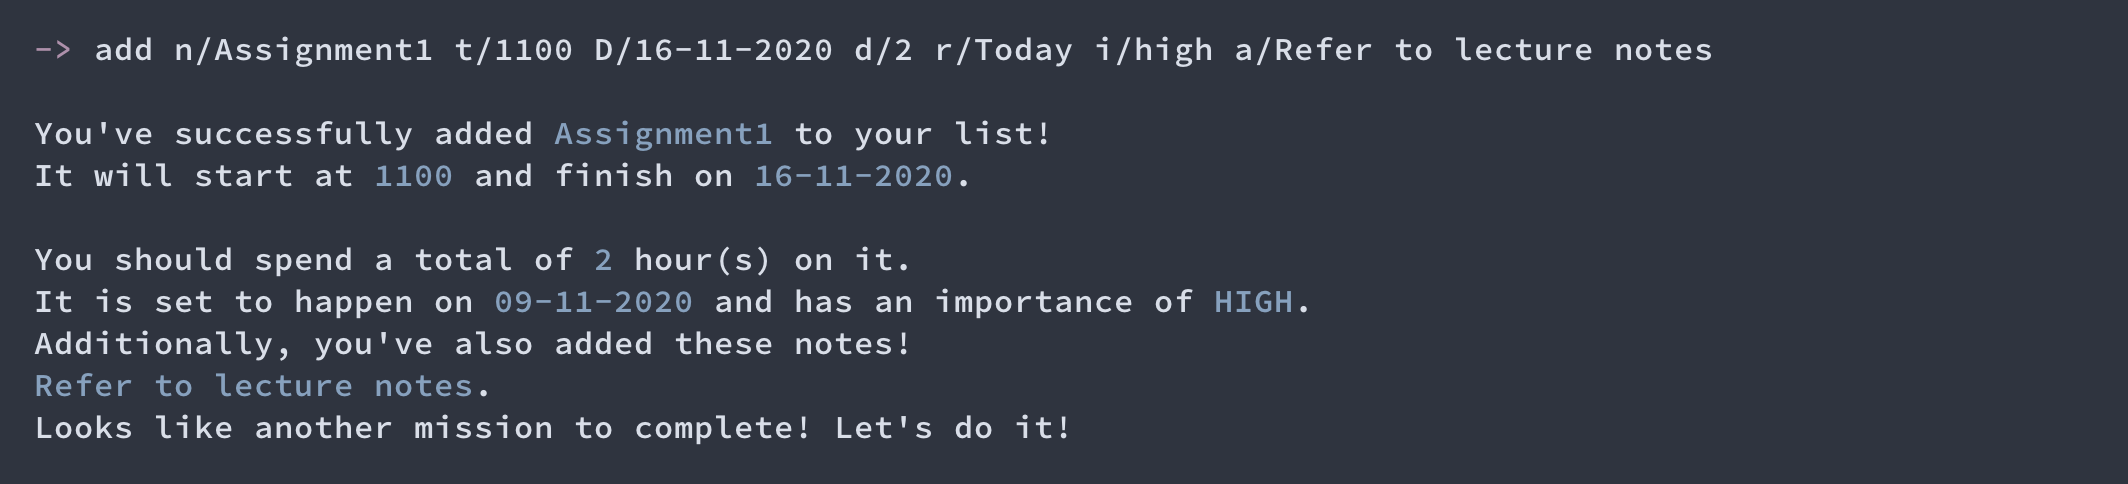 -> add n/Assignment1 t/1100 D/16-11-2020 d/2 r/Today i/high a/Refer to lecture notes
You've successfully added Assignment1 to your list!
It will start at 1100 and finish on 16-11-2020.
You should spend a total of 2 hour(s) on it.
It is set to happen on 09-11-2020 and has an importance of HIGH.
Additionally, you've also added these notes!
Refer to lecture notes.
Looks like another mission to complete! Let's do it!